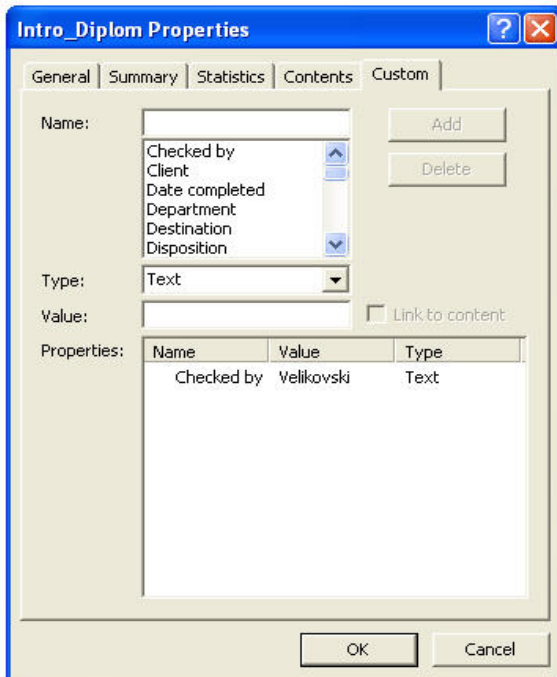 Intro_Diplom Properties
General Summary Statistics Contents Custom
Name:
Add
Checked by
Client
Delete
Date completed
Department
Destination
Disposition
Type: Text
Value: Link to content
Properties: Name Value Type
Checked by Velikovski Text
OK Cancel